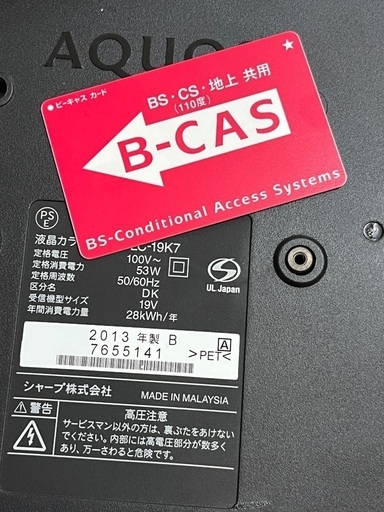 AQUO
● ビーキャス カード
BS・CS・地上 共用
(110度)
B-CAS
BS-Conditional Access Systems
PS
E
液晶カラ
LC-19K7
定格電圧 100V~
定格消費電力 53W
定格周波数 50/60Hz
区分名 DK
受信機型サイズ 19V
年間消費電力量 28kWh/年
UL Japan
2013 年製 B
7655141
A
>PET<
シャープ株式会社 MADE IN MALAYSIA
警告
高圧注意
サービスマン以外の方は、裏ぶたをあけない
でください。内部には高電圧部分が数多く
あり、万一さわると危険です。